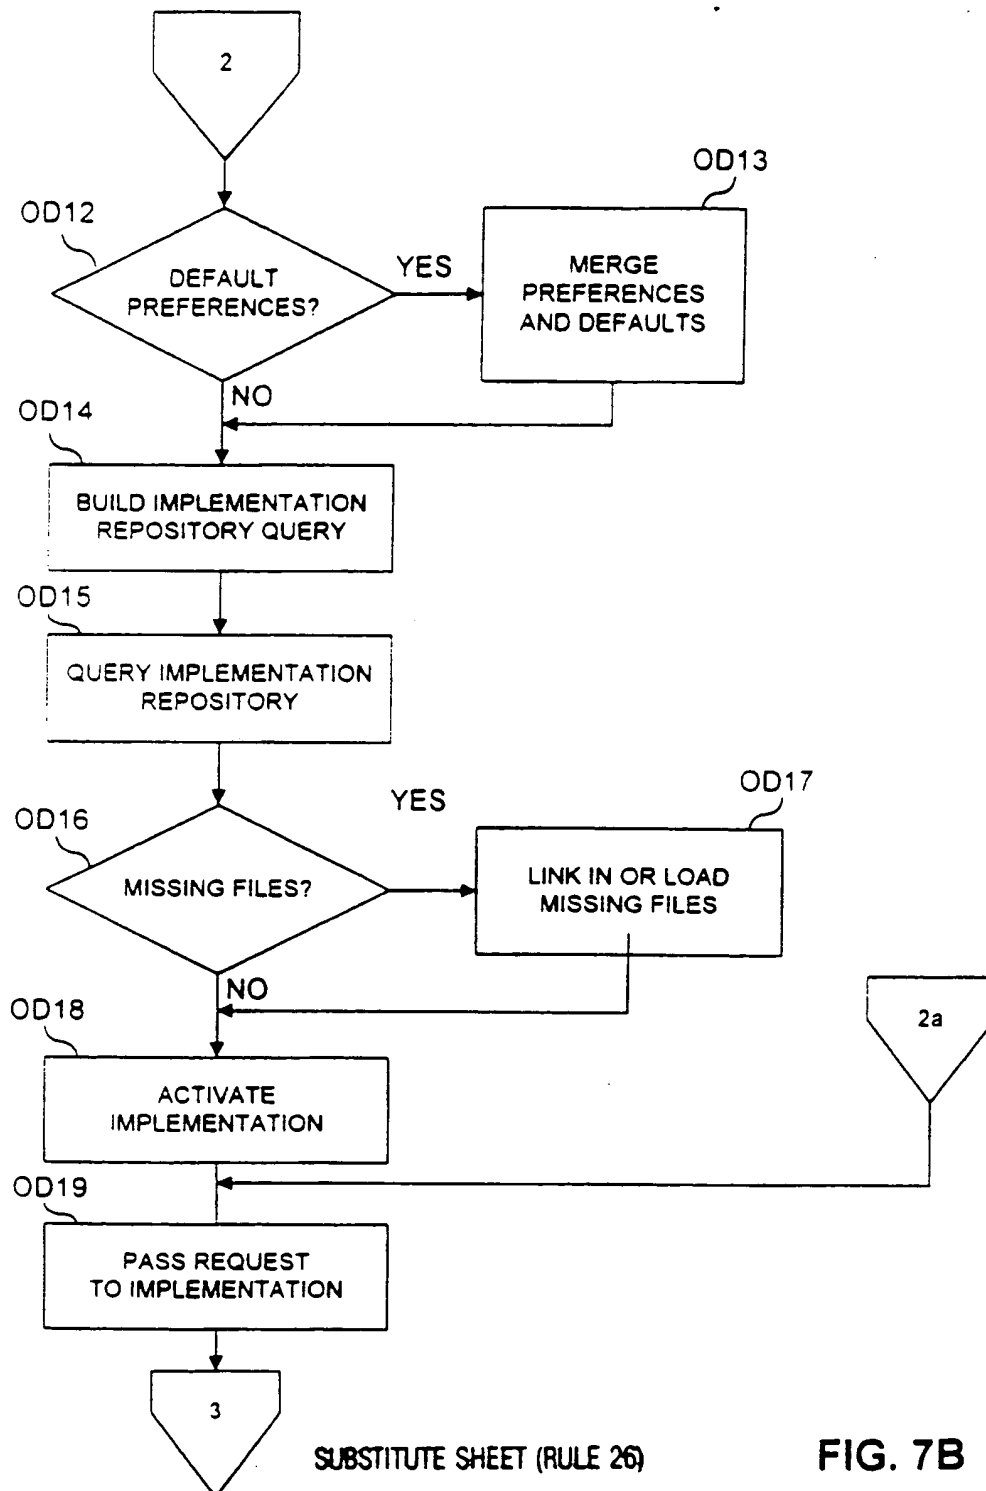 2
OD13
OD12
DEFAULT
PREFERENCES?
YES
MERGE
PREFERENCES
AND DEFAULTS
NO
OD14
BUILD IMPLEMENTATION
REPOSITORY QUERY
OD15
QUERY IMPLEMENTATION
REPOSITORY
YES
OD17
OD16
MISSING FILES?
LINK IN OR LOAD
MISSING FILES
NO
OD18
2a
ACTIVATE
IMPLEMENTATION
OD19
PASS REQUEST
TO IMPLEMENTATION
3
SUBSTITUTE SHEET (RULE 26)
FIG. 7B